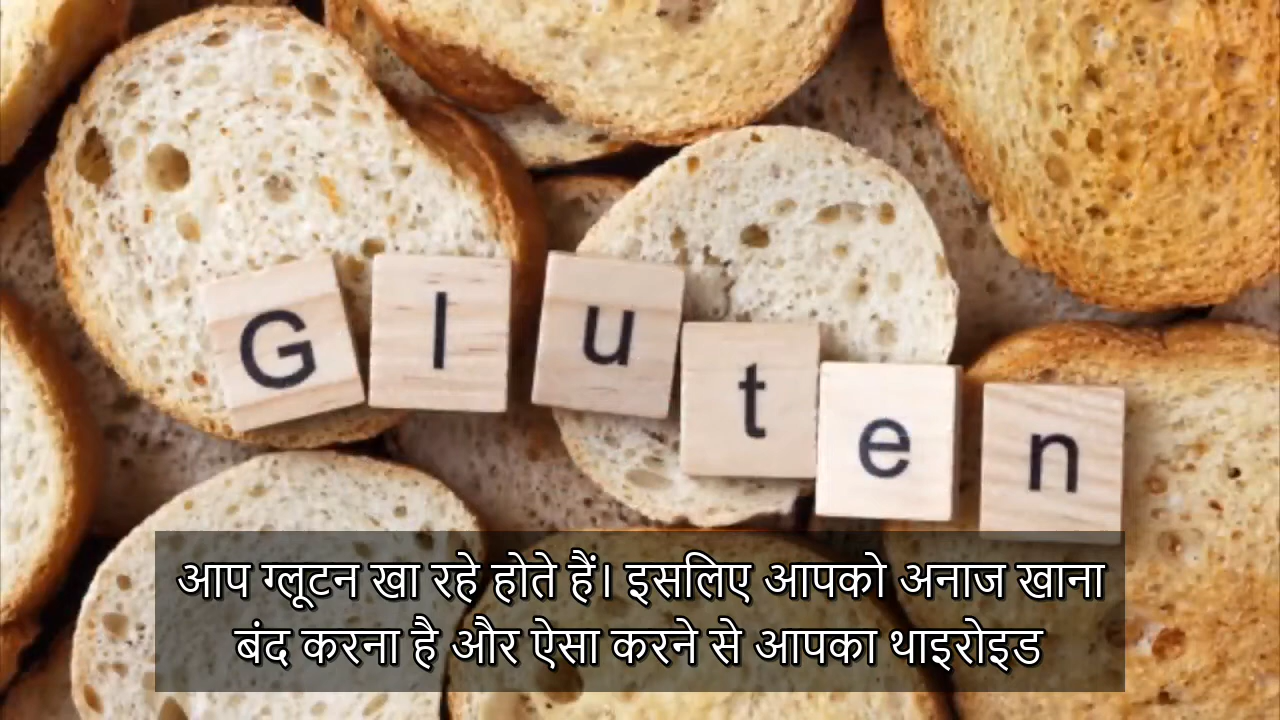 Gluten
आप ग्लूटन खा रहे होते हैं। इसलिए आपको अनाज खाना
बंद करना है और ऐसा करने से आपका थाइरोइड